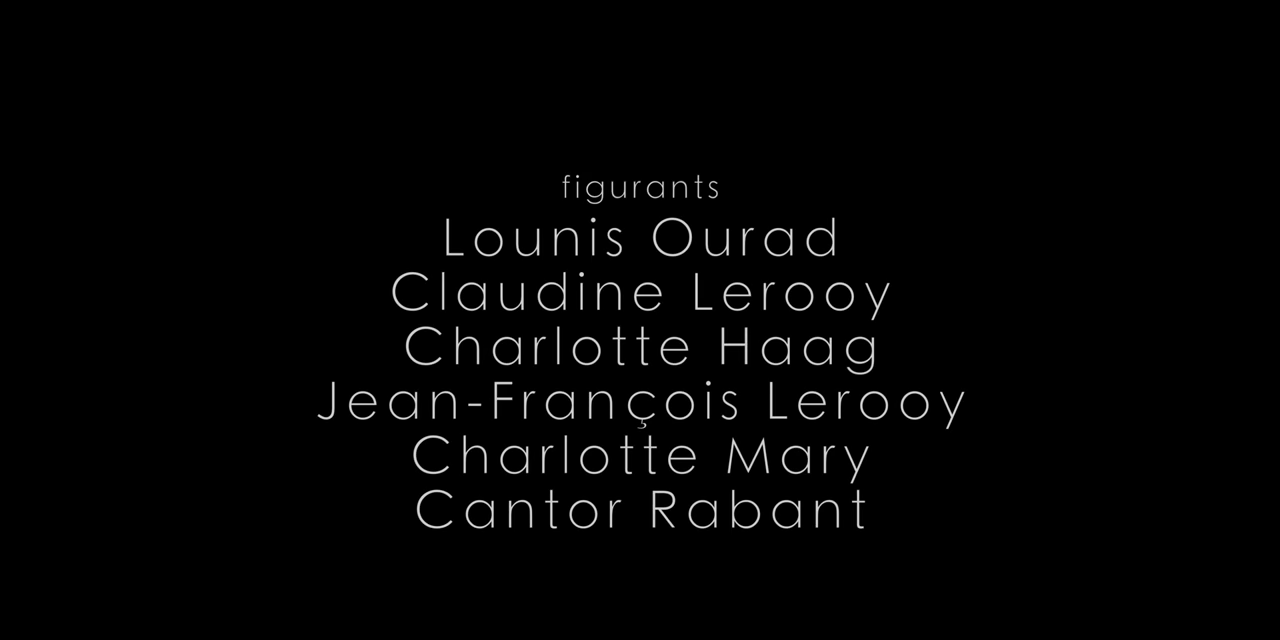 figurants
Lounis Ourad
Claudine Lerooy
Charlotte Haag
Jean-François Lerooy
Charlotte Mary
Cantor Rabant